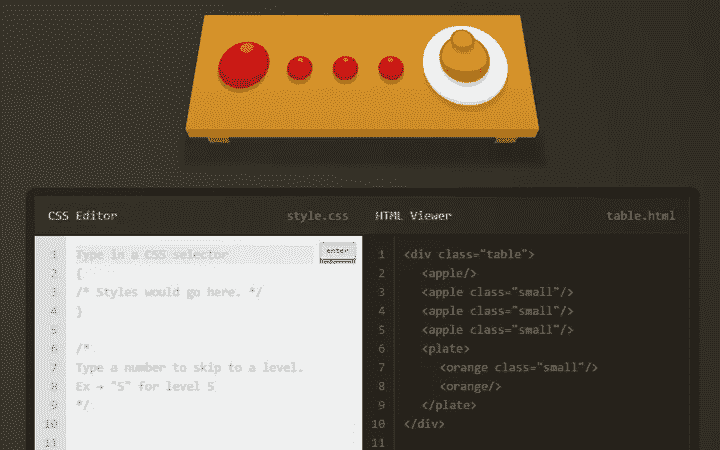 CSS Editor
style.css
HTML Viewer
table.html
1 Type in a CSS selector
enter
2 {
3 /* Styles would go here. */
4 }
5
6 /*
7 Type a number to skip to a level.
8 Ex → "5" for level 5
9 */
10
11
1 <div class="table">
2 <apple/>
3 <apple class="small"/>
4 <apple class="small"/>
5 <apple class="small"/>
6 <plate>
7 <orange class="small"/>
8 <orange/>
9 </plate>
10 </div>
11